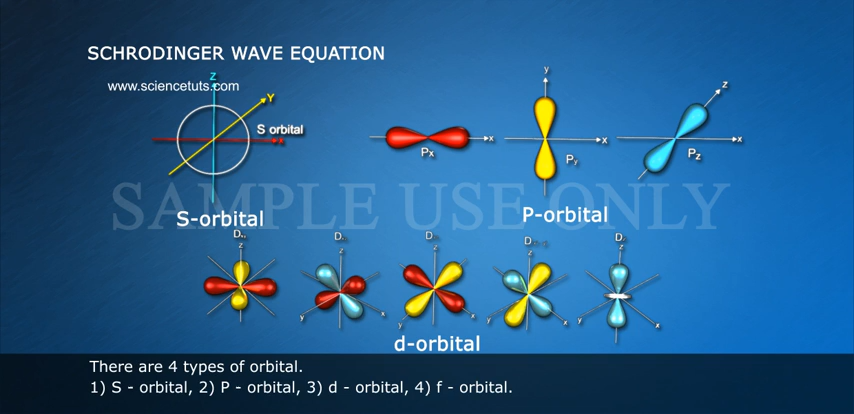 SCHRODINGER WAVE EQUATION
www.sciencetuts.com
Z
Y
S orbital
x
S-orbital
y
x
Px
x
Py
z
x
Pz
P-orbital
SAMPLE USE ONLY
D
z
D
z
y
x
D
z
x
D
z
y
x
D
z
x
d-orbital
There are 4 types of orbital.
1) S - orbital, 2) P - orbital, 3) d - orbital, 4) f - orbital.